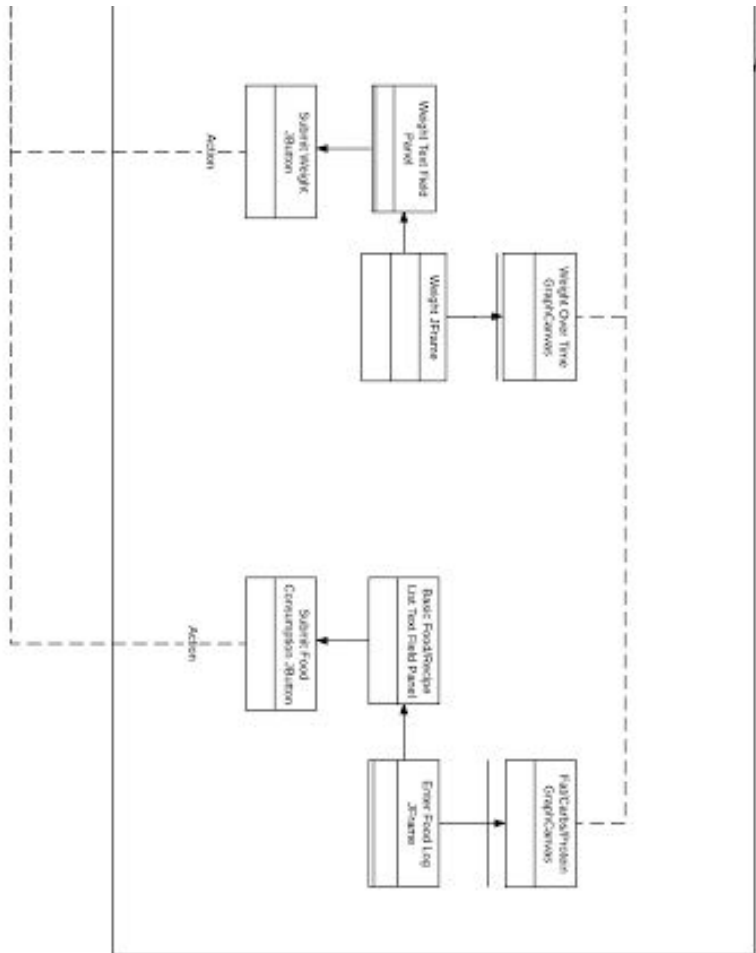 Weight Over Time
GraphCanvas
Fat/Carbs/Protein
GraphCanvas
Weight JFrame
Enter Food Log
JFrame
Weight Text Field
Panel
Basic Food/Recipe
List Text Field Panel
Submit Weight
JButton
Submit Food
Consumption JButton
Action
Action